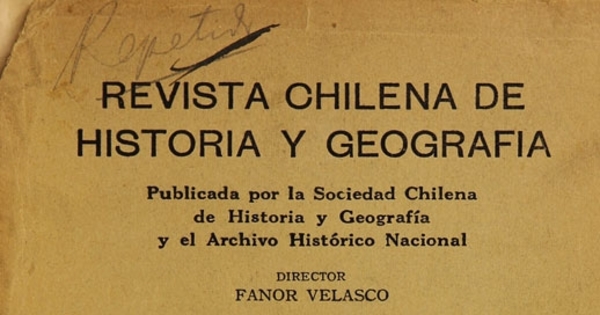 Repetido
REVISTA CHILENA DE
HISTORIA Y GEOGRAFIA
Publicada por la Sociedad Chilena
de Historia y Geografía
y el Archivo Histórico Nacional
DIRECTOR
FANOR VELASCO